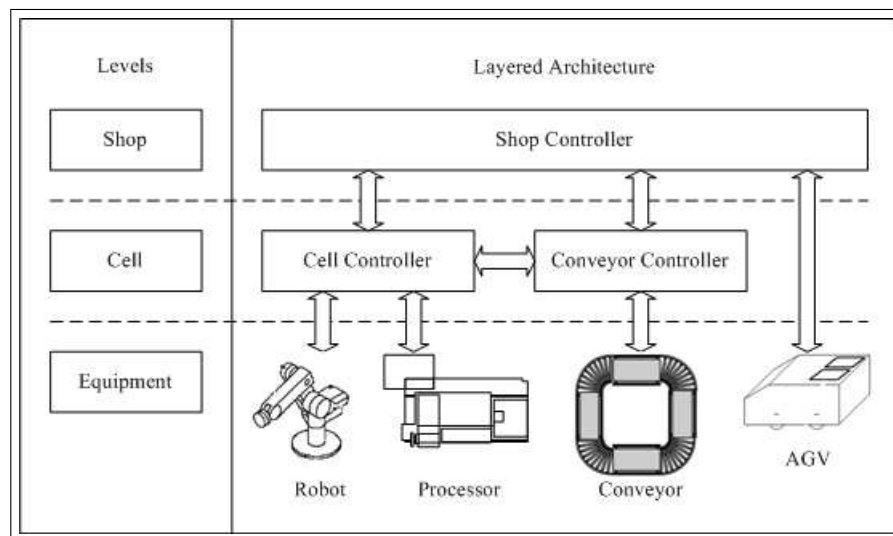 Levels
Layered Architecture
Shop
Shop Controller
Cell
Cell Controller
Conveyor Controller
Equipment
Robot
Processor
Conveyor
AGV